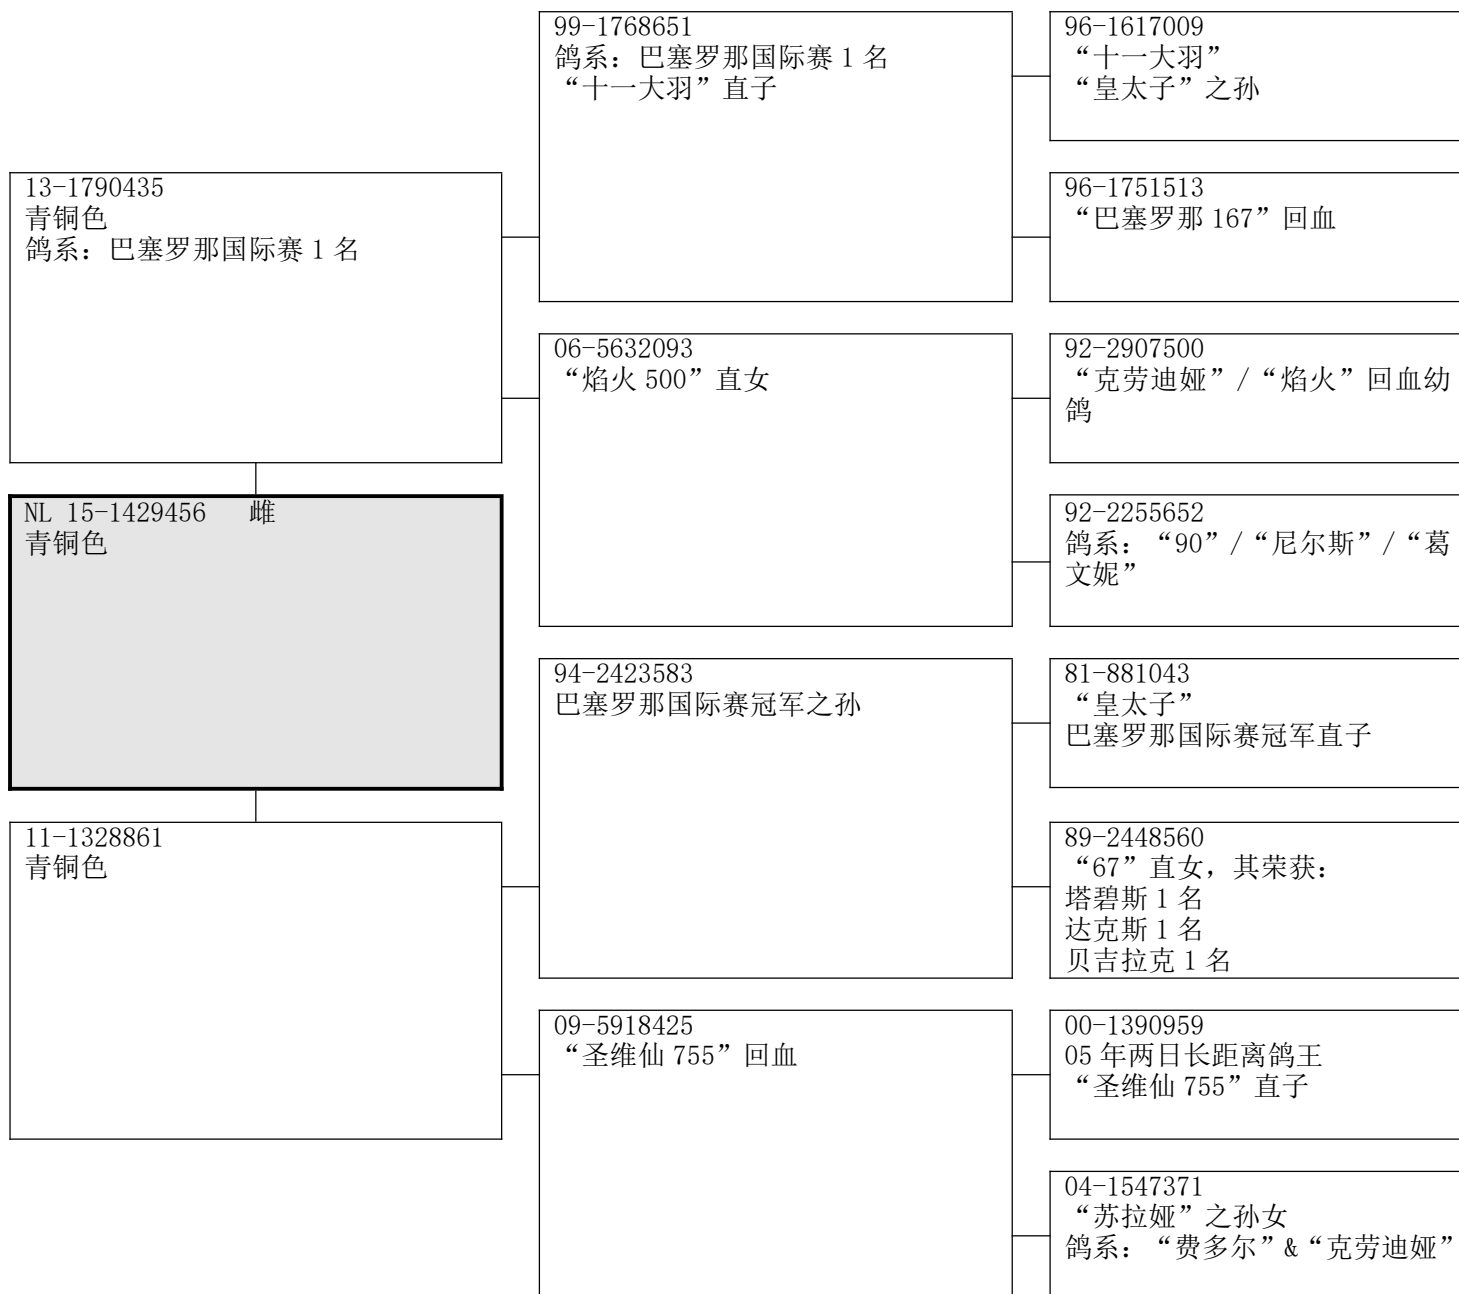 99-1768651
鸽系：巴塞罗那国际赛 1 名
“十一大羽”直子
96-1617009
“十一大羽”
“皇太子”之孙
13-1790435
青铜色
鸽系：巴塞罗那国际赛 1 名
96-1751513
“巴塞罗那 167”回血
06-5632093
“焰火 500”直女
92-2907500
“克劳迪娅”/“焰火”回血幼
鸽
NL 15-1429456 雌
青铜色
92-2255652
鸽系：“90”/“尼尔斯”/“葛
文妮”
94-2423583
巴塞罗那国际赛冠军之孙
81-881043
“皇太子”
巴塞罗那国际赛冠军直子
11-1328861
青铜色
89-2448560
“67”直女，其荣获：
塔碧斯 1 名
达克斯 1 名
贝吉拉克 1 名
09-5918425
“圣维仙 755”回血
00-1390959
05 年两日长距离鸽王
“圣维仙 755”直子
04-1547371
“苏拉娅”之孙女
鸽系：“费多尔”&“克劳迪娅”